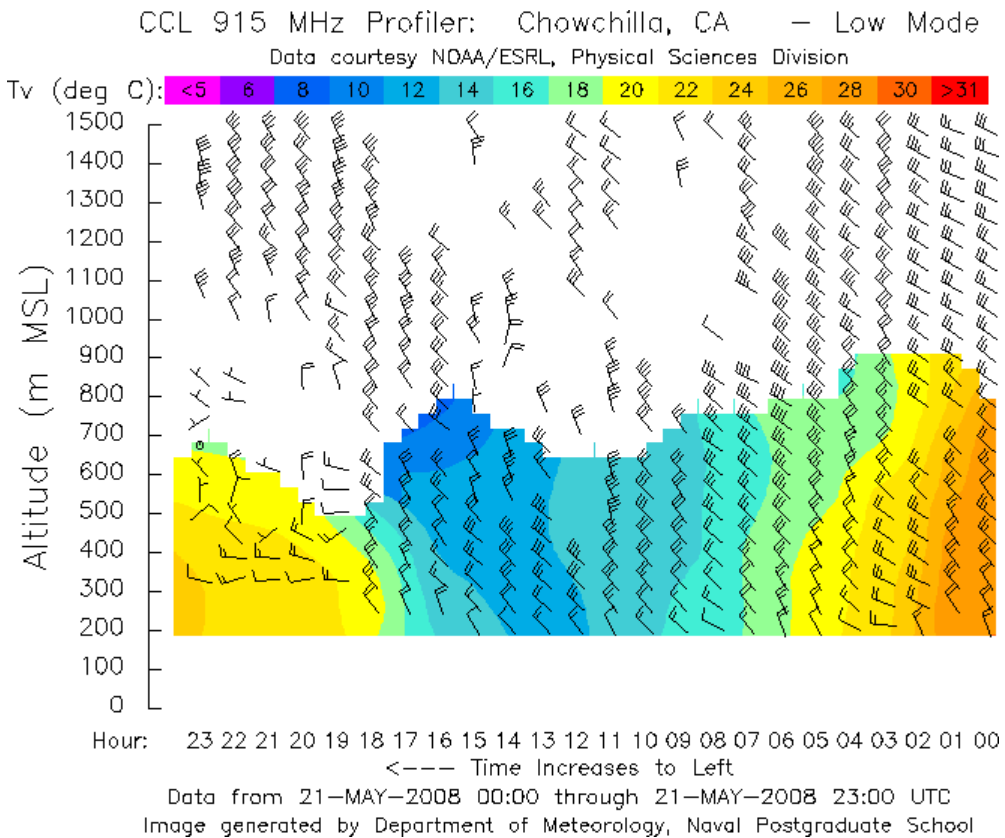 CCL 915 MHz Profiler: Chowchilla, CA – Low Mode
Data courtesy NOAA/ESRL, Physical Sciences Division
Tv (deg C): <5 6 8 10 12 14 16 18 20 22 24 26 28 30 >31
Altitude (m MSL)
1500
1400
1300
1200
1100
1000
900
800
700
600
500
400
300
200
100
0
Hour: 23 22 21 20 19 18 17 16 15 14 13 12 11 10 09 08 07 06 05 04 03 02 01 00
<--- Time Increases to Left
Data from 21-MAY-2008 00:00 through 21-MAY-2008 23:00 UTC
Image generated by Department of Meteorology, Naval Postgraduate School